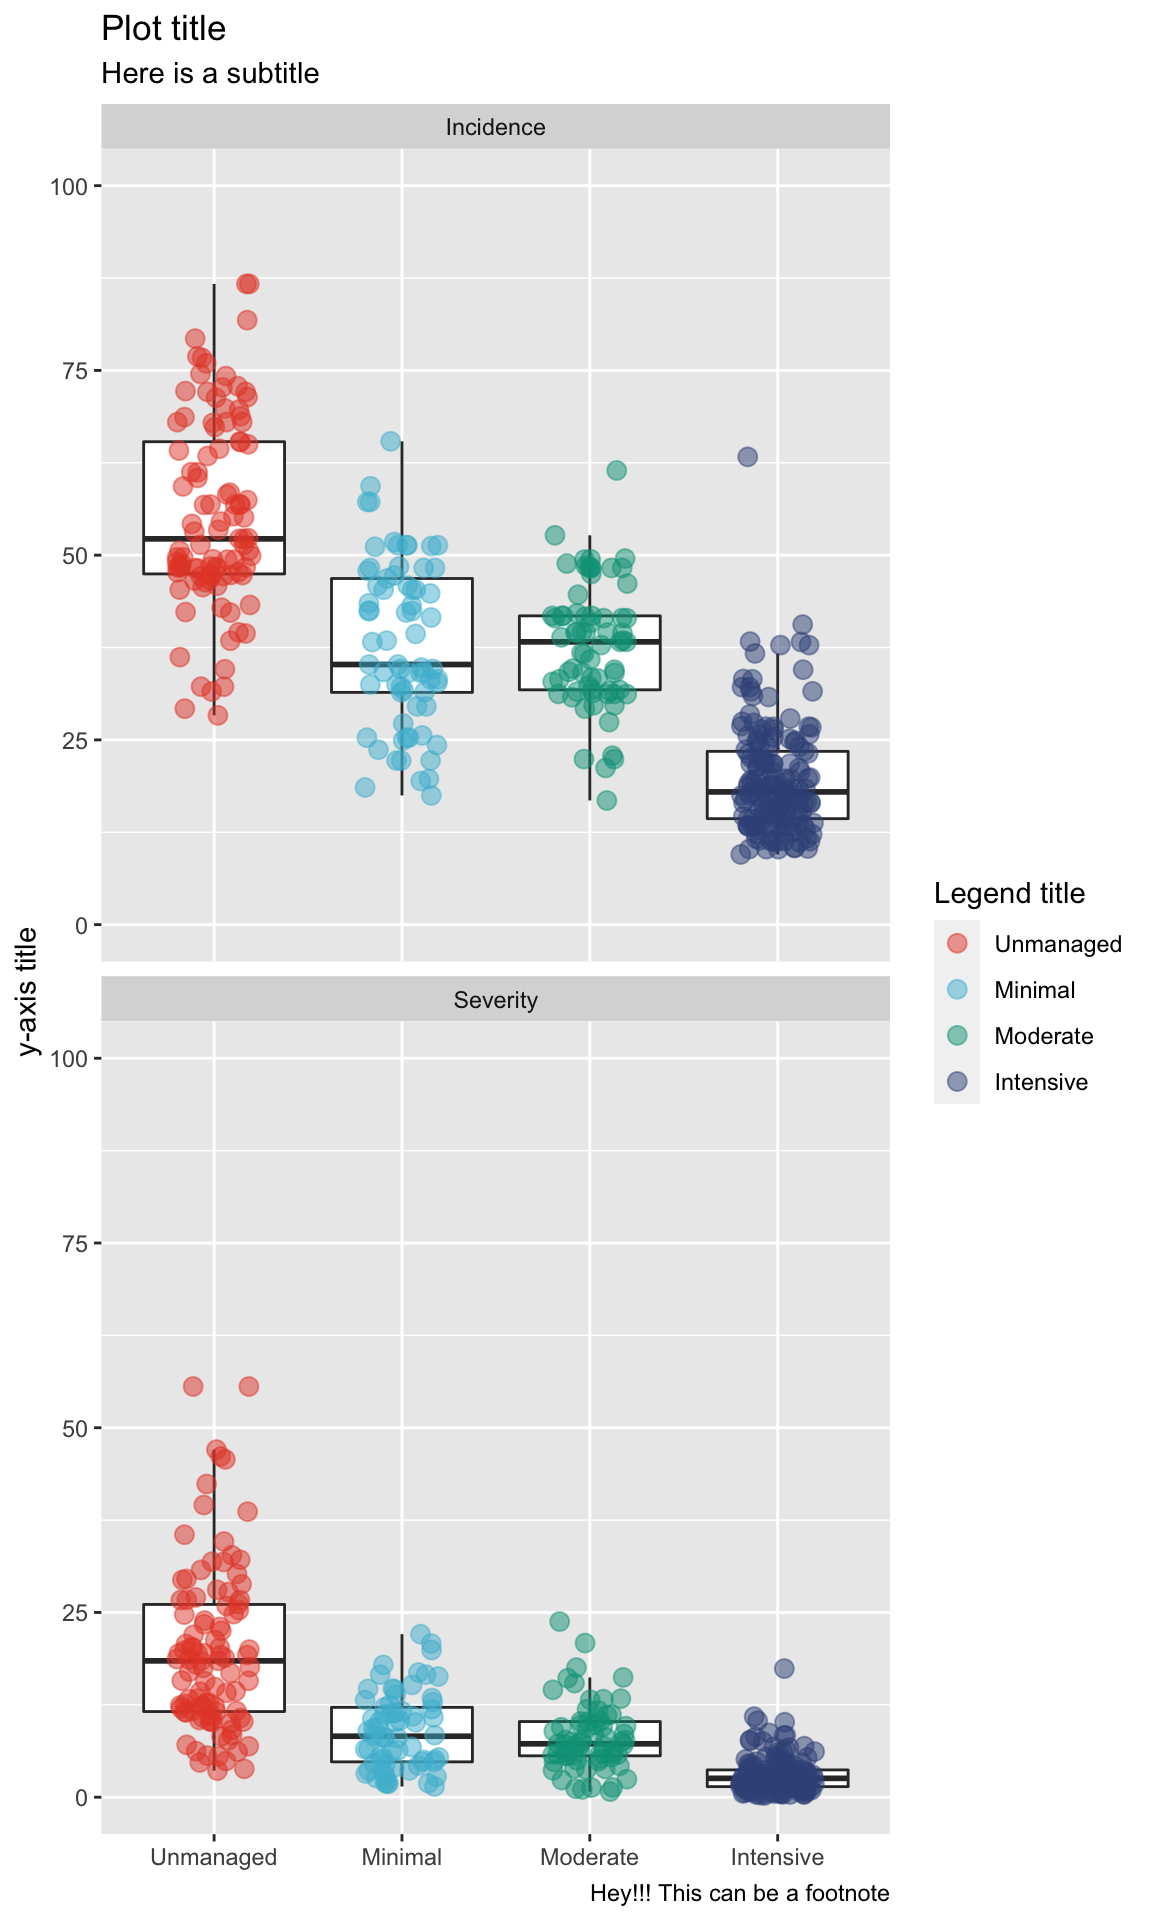 Plot title
Here is a subtitle
Incidence
100
75
50
25
0
y-axis title
Severity
100
75
50
25
0
Unmanaged Minimal Moderate Intensive
Hey!!! This can be a footnote
Legend title
Unmanaged
Minimal
Moderate
Intensive